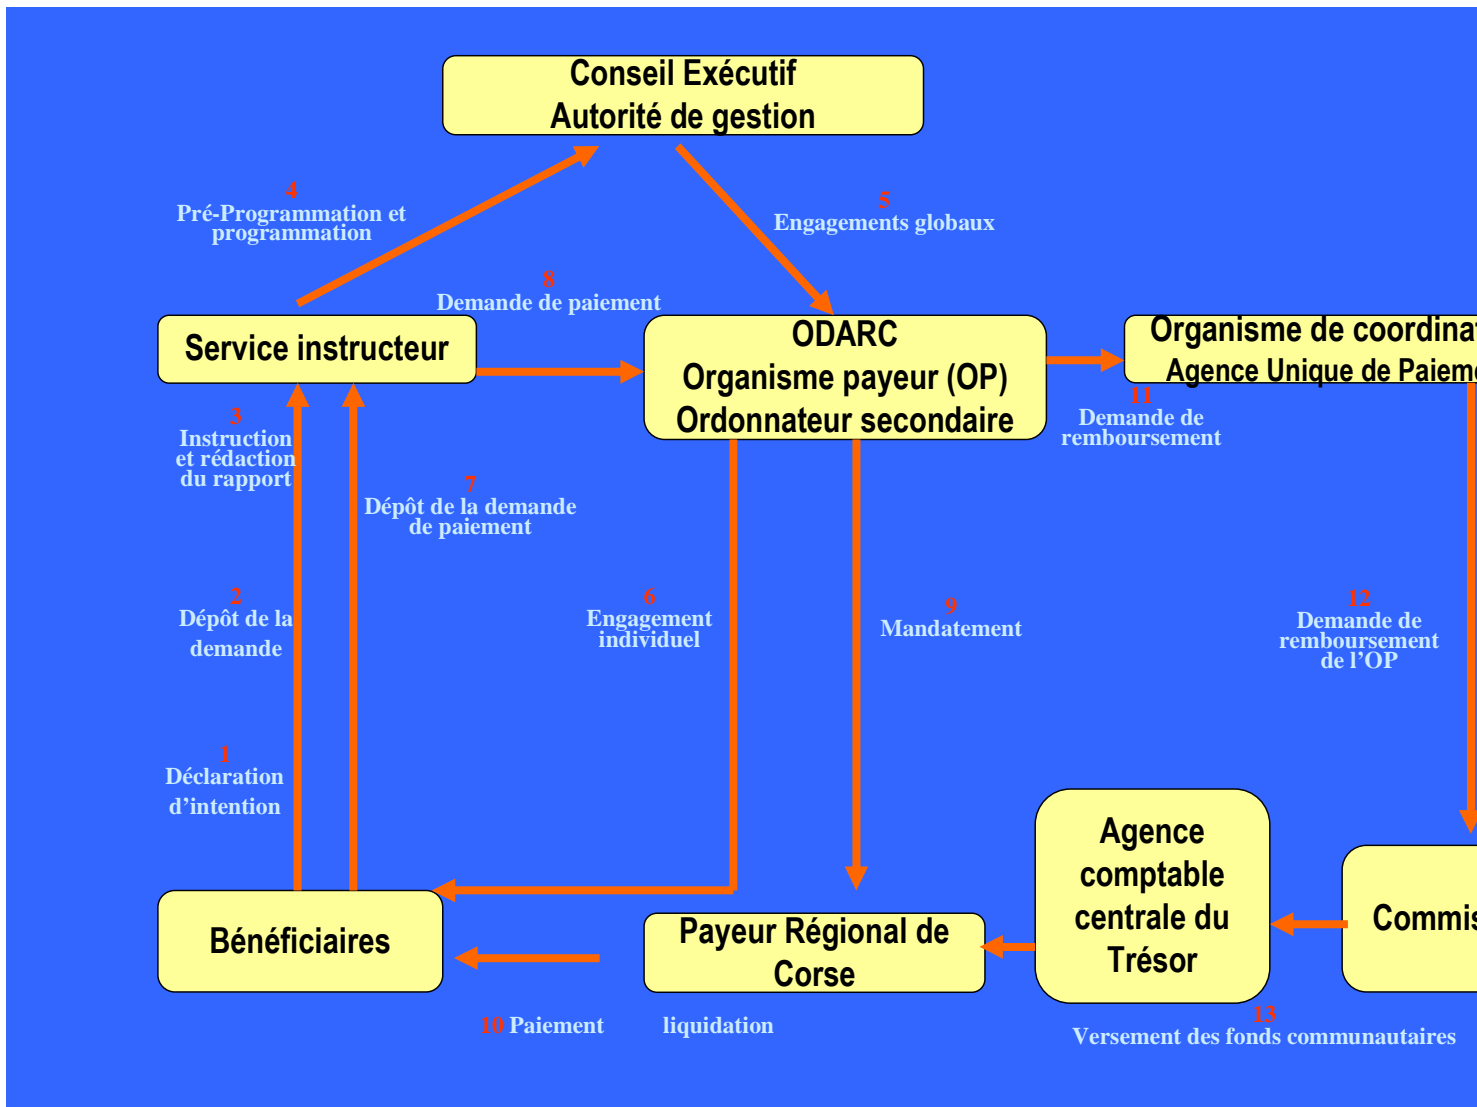 Conseil Exécutif
Autorité de gestion
4
Pré-Programmation et
programmation
5
Engagements globaux
8
Demande de paiement
Service instructeur
ODARC
Organisme payeur (OP)
Ordonnateur secondaire
Organisme de coordinat
Agence Unique de Paieme
11
Demande de
remboursement
3
Instruction
et rédaction
du rapport
7
Dépôt de la demande
de paiement
2
Dépôt de la
demande
6
Engagement
individuel
9
Mandatement
12
Demande de
remboursement
de l’OP
1
Déclaration
d’intention
Bénéficiaires
Payeur Régional de
Corse
Agence
comptable
centrale du
Trésor
Commis
10 Paiement
liquidation
13
Versement des fonds communautaires